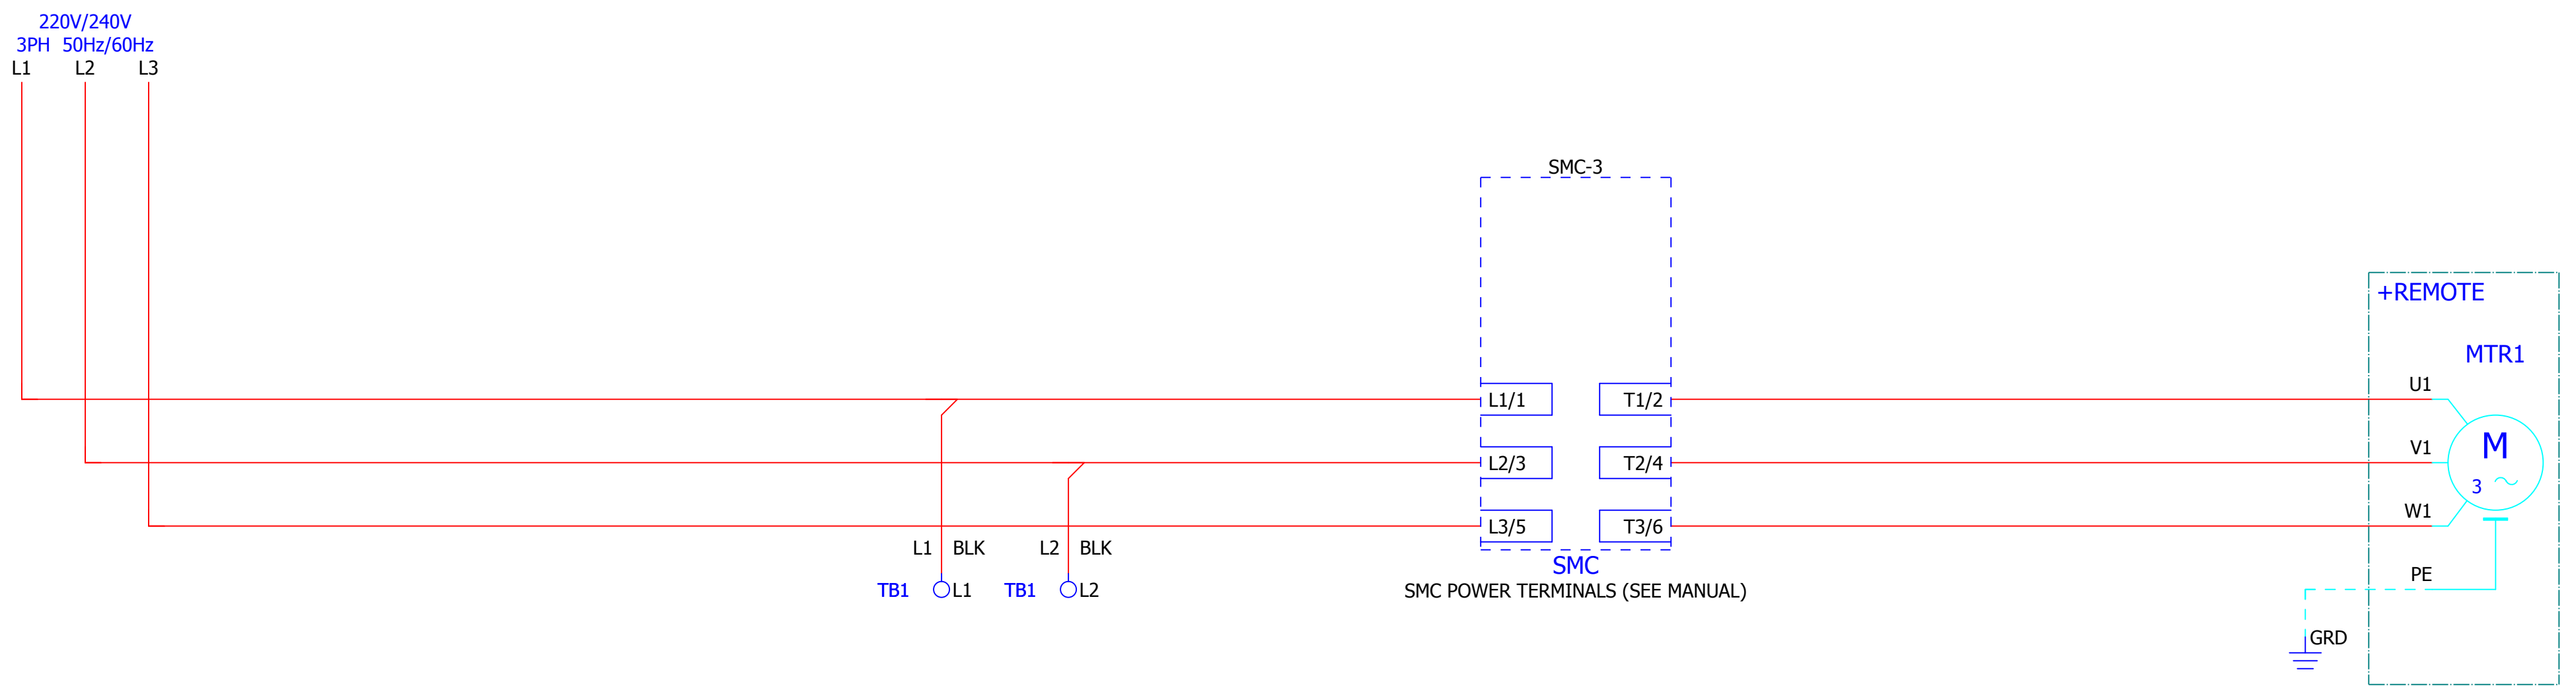 220V/240V
3PH 50Hz/60Hz
L1 L2 L3
SMC-3
+REMOTE
MTR1
U1
L1/1 T1/2
M
3
V1
L2/3 T2/4
W1
L3/5 T3/6
L1 BLK L2 BLK
SMC
PE
TB1 L1 TB1 L2
SMC POWER TERMINALS (SEE MANUAL)
GRD